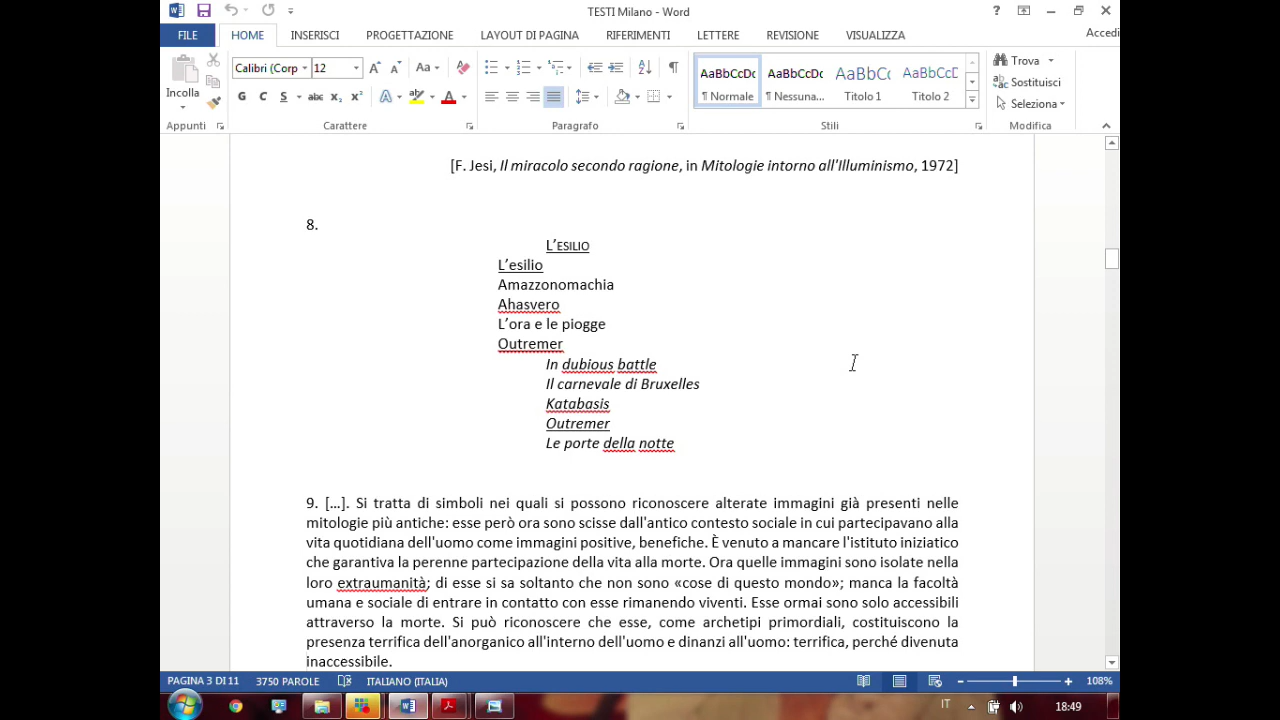 TESTI Milano - Word
FILE HOME INSERISCI PROGETTAZIONE LAYOUT DI PAGINA RIFERIMENTI LETTERE REVISIONE VISUALIZZA Accedi
Incolla
Calibri (Corp 12
AaBbCcDc AaBbCcDc AaBbCc AaBbCcD
¶ Normale ¶ Nessuna... Titolo 1 Titolo 2
Trova
Sostituisci
Seleziona
Appunti Carattere Paragrafo Stili Modifica
[F. Jesi, Il miracolo secondo ragione, in Mitologie intorno all'Illuminismo, 1972]
8.
L'ESILIO
L'esilio
Amazzonomachia
Ahasvero
L'ora e le piogge
Outremer
In dubious battle
Il carnevale di Bruxelles
Katabasis
Outremer
Le porte della notte
9. […]. Si tratta di simboli nei quali si possono riconoscere alterate immagini già presenti nelle
mitologie più antiche: esse però ora sono scisse dall'antico contesto sociale in cui partecipavano alla
vita quotidiana dell'uomo come immagini positive, benefiche. È venuto a mancare l'istituto iniziatico
che garantiva la perenne partecipazione della vita alla morte. Ora quelle immagini sono isolate nella
loro extraumanità; di esse si sa soltanto che non sono «cose di questo mondo»; manca la facoltà
umana e sociale di entrare in contatto con esse rimanendo viventi. Esse ormai sono solo accessibili
attraverso la morte. Si può riconoscere che esse, come archetipi primordiali, costituiscono la
presenza terrifica dell'anorganico all'interno dell'uomo e dinanzi all'uomo: terrifica, perché divenuta
inaccessibile.
PAGINA 3 DI 11 3750 PAROLE ITALIANO (ITALIA) 108%
IT 18:49